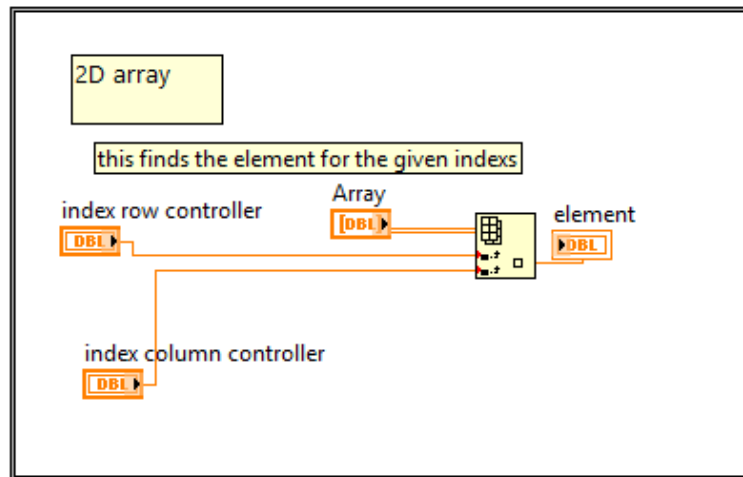 2D array
this finds the element for the given indexs
Array
index row controller
element
[DBL]
DBL
DBL
index column controller
DBL